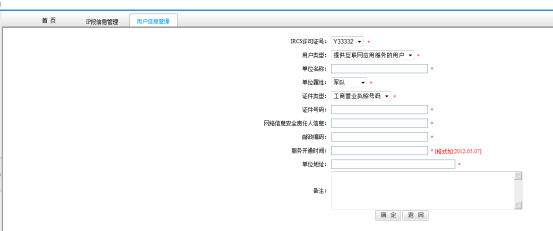 首 页 IP段信息管理 用户信息管理
IRCS许可证号： Y33332 *
用户类型： 提供互联网应用服务的用户 *
单位名称： *
单位属性： 军队 *
证件类型： 工商营业执照号码 *
证件号码： *
网络信息安全责任人信息： *
邮政编码： *
服务开通时间： * [格式如:2012-03-07]
单位地址： *
备注：
确 定 返 回